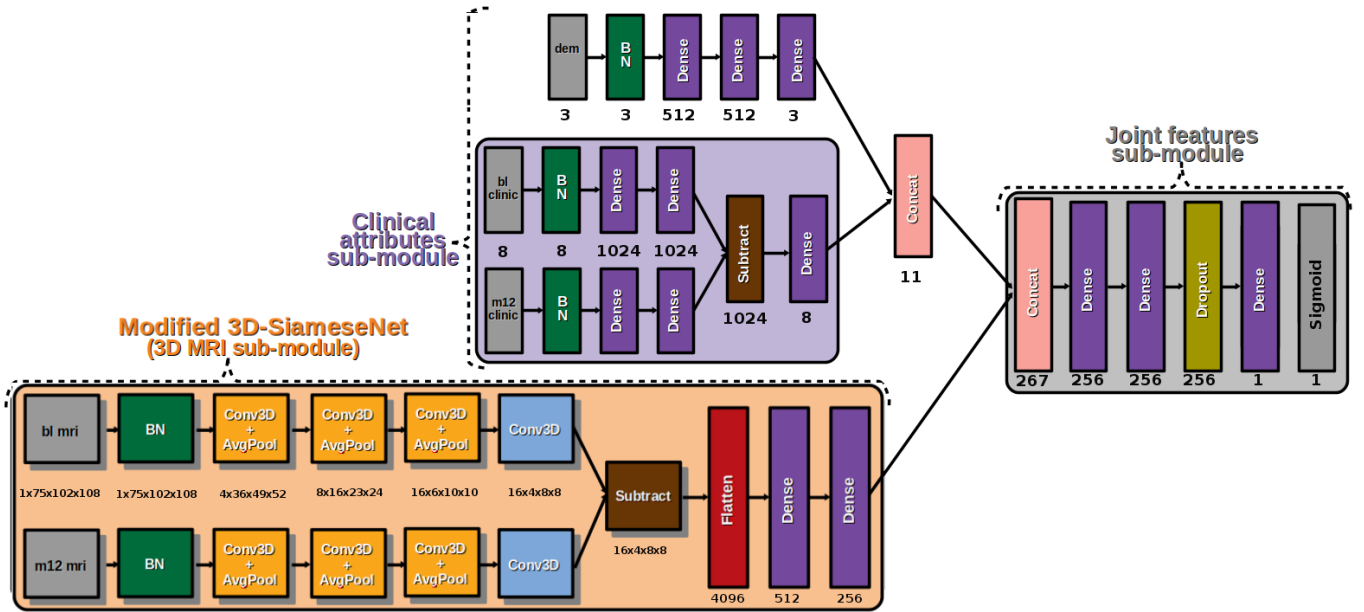 dem
B
N
Dense
Dense
Dense
3
3
512
512
3
Clinical
attributes
sub-module
bl
clinic
B
N
Dense
Dense
8
8
1024
1024
m12
clinic
B
N
Dense
Dense
Subtract
1024
Dense
8
Concat
11
Joint features
sub-module
Concat
Dense
Dense
Dropout
Dense
Sigmoid
267
256
256
256
1
1
Modified 3D-SiameseNet
(3D MRI sub-module)
bl mri
BN
Conv3D
+
AvgPool
Conv3D
+
AvgPool
Conv3D
+
AvgPool
Conv3D
1x75x102x108
1x75x102x108
4x36x49x52
8x16x23x24
16x6x10x10
16x4x8x8
m12 mri
BN
Conv3D
+
AvgPool
Conv3D
+
AvgPool
Conv3D
+
AvgPool
Conv3D
Subtract
16x4x8x8
Flatten
Dense
Dense
4096
512
256